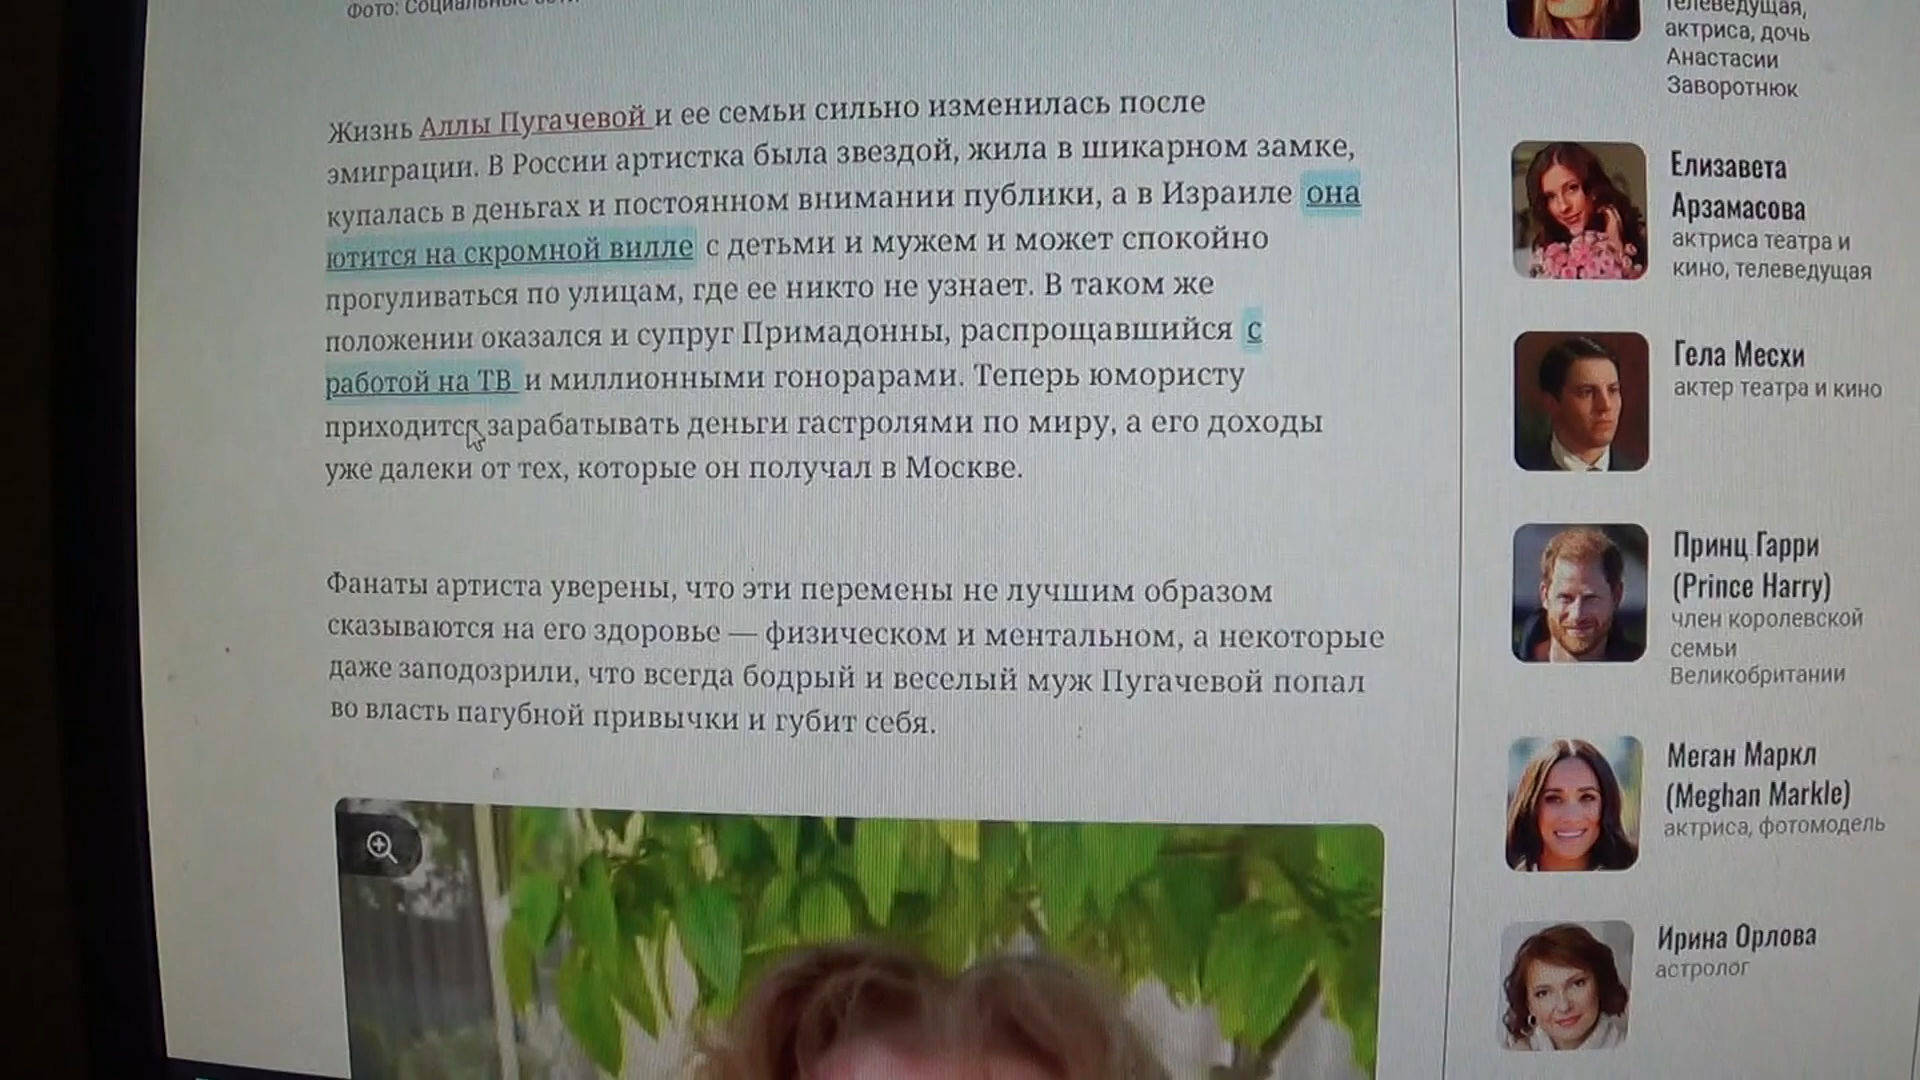 Фото: Социальные сети
Жизнь Аллы Пугачевой и ее семьи сильно изменилась после
эмиграции. В России артистка была звездой, жила в шикарном замке,
купалась в деньгах и постоянном внимании публики, а в Израиле она
ютится на скромной вилле с детьми и мужем и может спокойно
прогуливаться по улицам, где ее никто не узнает. В таком же
положении оказался и супруг Примадонны, распрощавшийся с
работой на ТВ и миллионными гонорарами. Теперь юмористу
приходится зарабатывать деньги гастролями по миру, а его доходы
уже далеки от тех, которые он получал в Москве.
Фанаты артиста уверены, что эти перемены не лучшим образом
сказываются на его здоровье — физическом и ментальном, а некоторые
даже заподозрили, что всегда бодрый и веселый муж Пугачевой попал
во власть пагубной привычки и губит себя.
телеведущая,
актриса, дочь
Анастасии
Заворотнюк
Елизавета
Арзамасова
актриса театра и
кино, телеведущая
Гела Месхи
актер театра и кино
Принц Гарри
(Prince Harry)
член королевской
семьи
Великобритании
Меган Маркл
(Meghan Markle)
актриса, фотомодель
Ирина Орлова
астролог